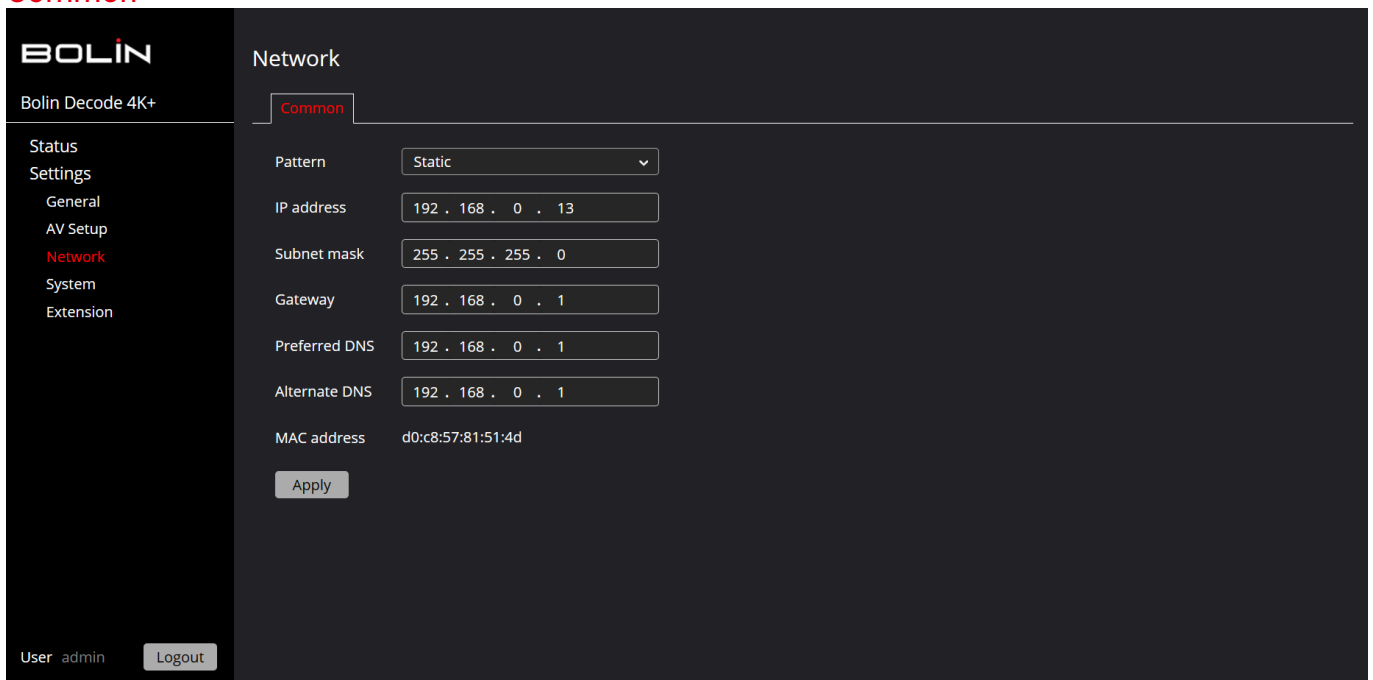 Common
BOLIN
Network
Bolin Decode 4K+
Common
Status
Settings
General
AV Setup
Network
System
Extension
Pattern Static
IP address 192 . 168 . 0 . 13
Subnet mask 255 . 255 . 255 . 0
Gateway 192 . 168 . 0 . 1
Preferred DNS 192 . 168 . 0 . 1
Alternate DNS 192 . 168 . 0 . 1
MAC address d0:c8:57:81:51:4d
Apply
User admin Logout